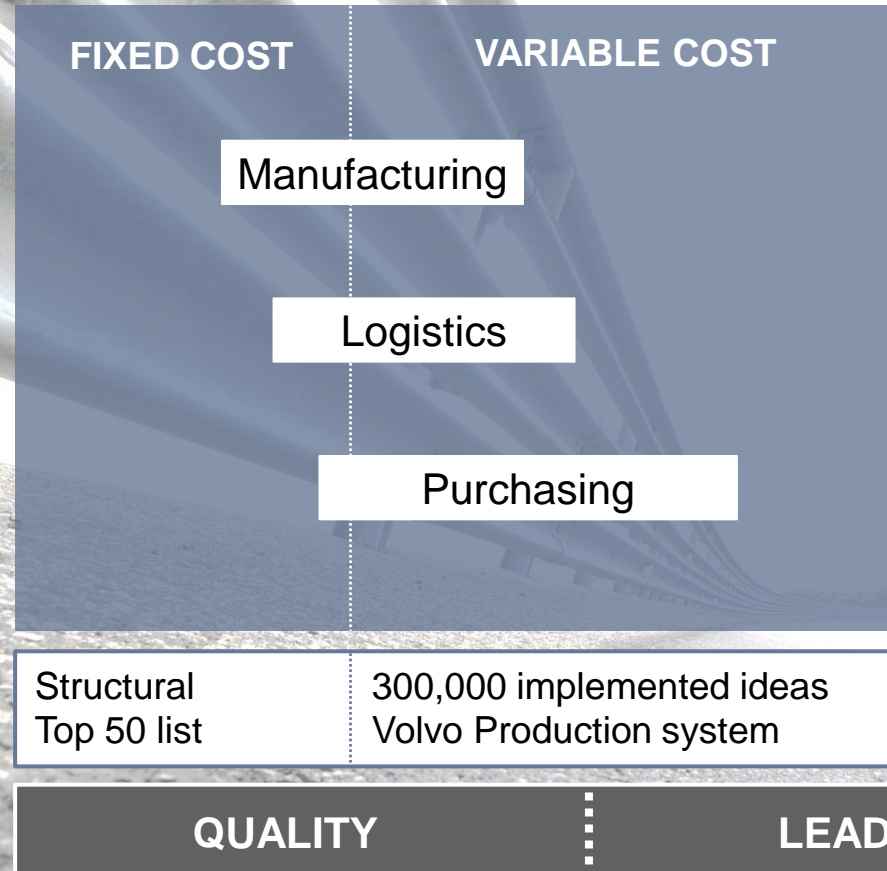 FIXED COST
VARIABLE COST
Manufacturing
Logistics
Purchasing
Structural
Top 50 list
300,000 implemented ideas
Volvo Production system
QUALITY
LEAD